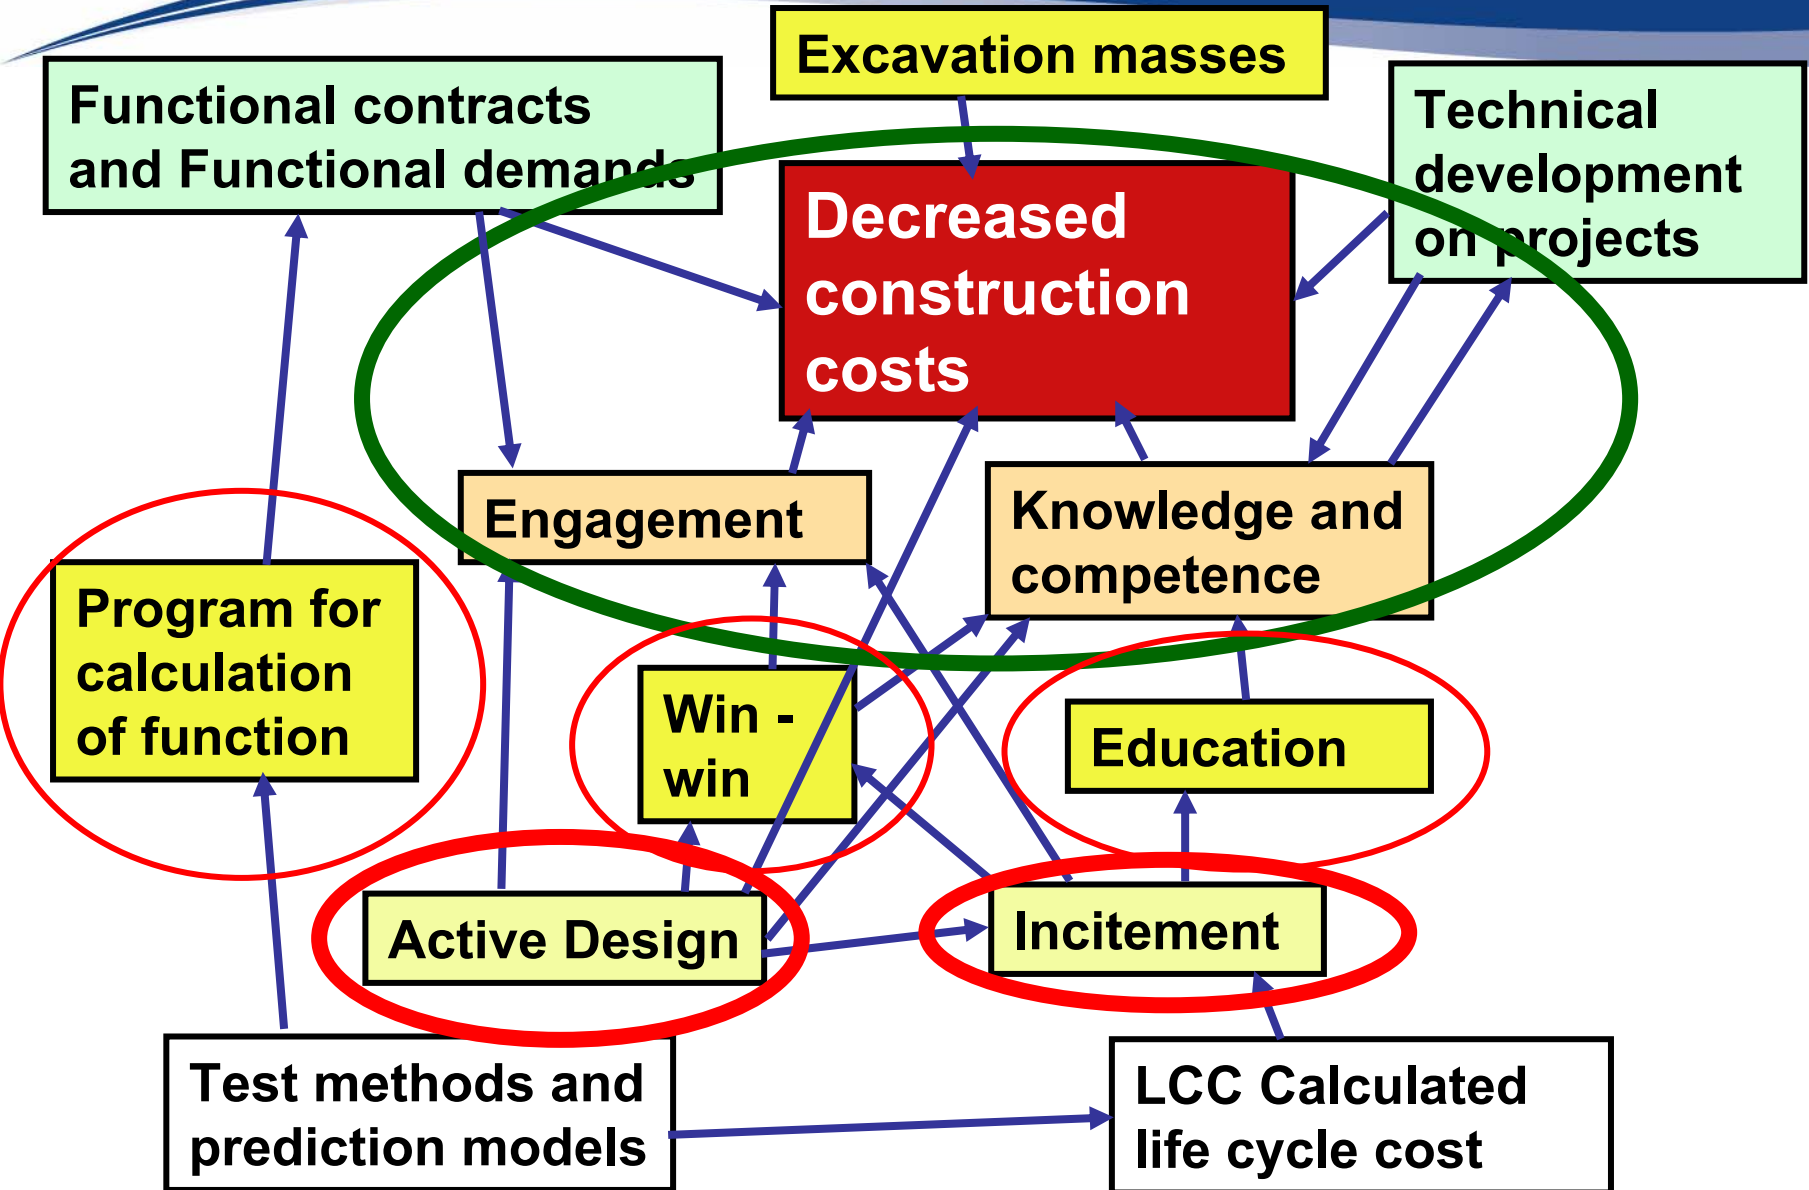 Excavation masses
Functional contracts
and Functional demands
Technical
development
on projects
Decreased
construction
costs
Engagement
Knowledge and
competence
Program for
calculation
of function
Win -
win
Education
Active Design
Incitement
Test methods and
prediction models
LCC Calculated
life cycle cost